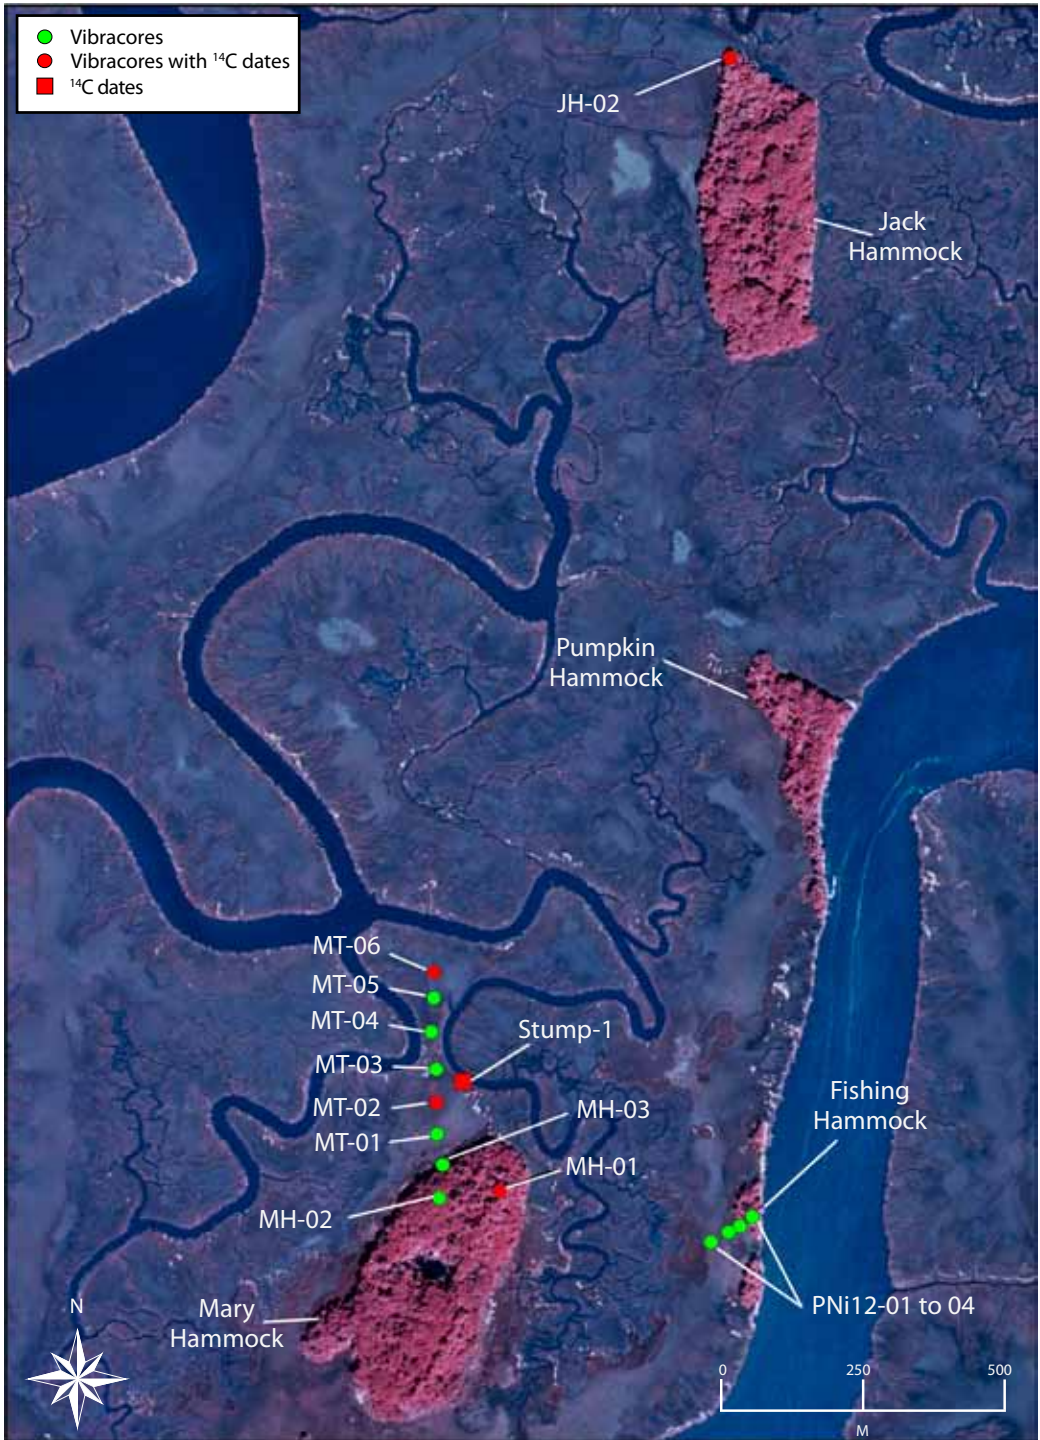 Vibracores
Vibracores with ¹⁴C dates
¹⁴C dates
JH-02
Jack
Hammock
Pumpkin
Hammock
MT-06
MT-05
MT-04
Stump-1
MT-03
Fishing
Hammock
MT-02
MH-03
MT-01
MH-01
MH-02
Mary
Hammock
PNi12-01 to 04
N
0 250 500
M